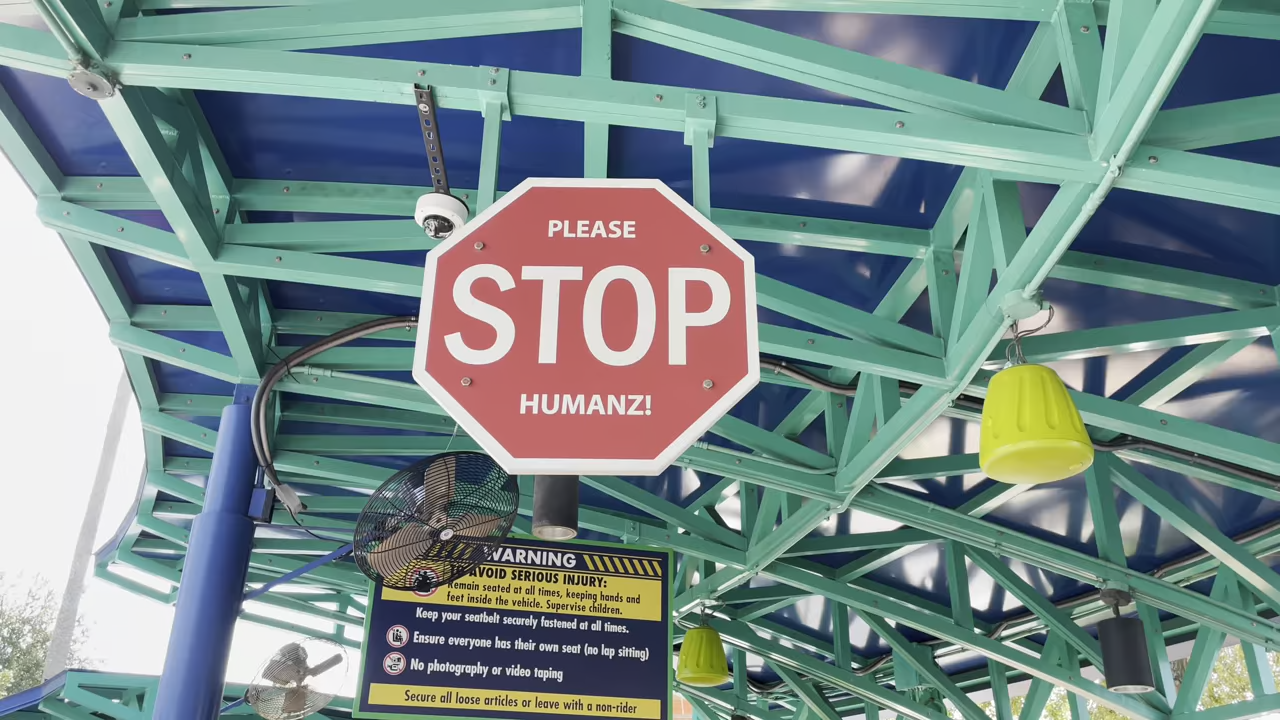 PLEASE
STOP
HUMANZ!
WARNING
TO AVOID SERIOUS INJURY:
Remain seated at all times, keeping hands and
feet inside the vehicle. Supervise children.
Keep your seatbelt securely fastened at all times.
Ensure everyone has their own seat (no lap sitting)
No photography or video taping
Secure all loose articles or leave with a non-rider